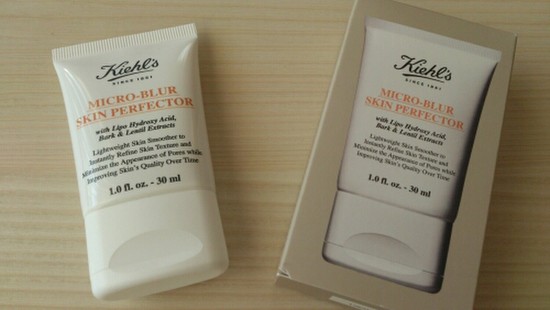 Kiehl's
SINCE 1851
MICRO-BLUR
SKIN PERFECTOR
with Lipo Hydroxy Acid,
Bark & Lentil Extracts
Lightweight Skin Smoother to
Instantly Refine Skin Texture and
Minimize the Appearance of Pores while
Improving Skin's Quality Over Time
1.0 fl. oz. - 30 ml
Kiehl's
SINCE 1851
MICRO-BLUR
SKIN PERFECTOR
with Lipo Hydroxy Acid,
Bark & Lentil Extracts
Lightweight Skin Smoother to
Instantly Refine Skin Texture and
Minimize the Appearance of Pores while
Improving Skin's Quality Over Time
1.0 fl. oz. - 30 ml